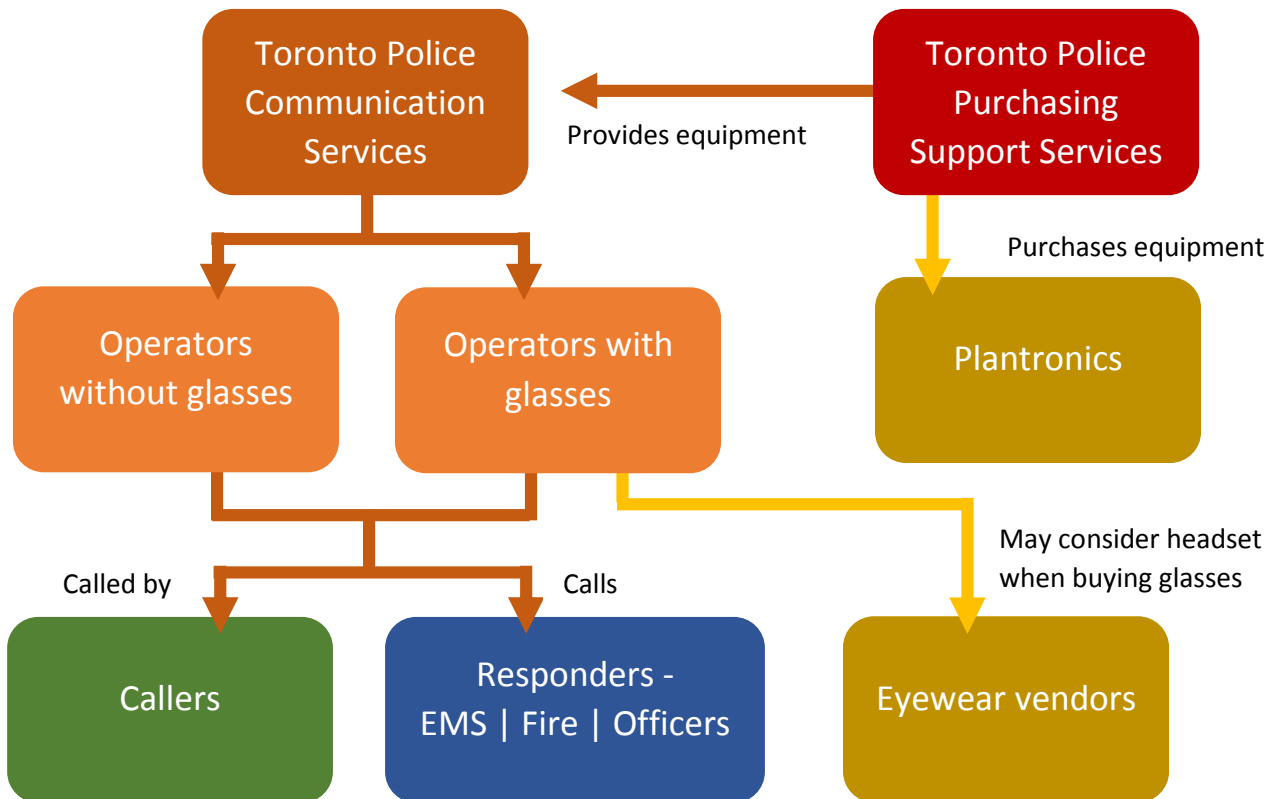 Toronto Police
Communication
Services
Toronto Police
Purchasing
Support Services
Provides equipment
Purchases equipment
Operators
without glasses
Operators with
glasses
Plantronics
May consider headset
when buying glasses
Called by
Calls
Callers
Responders -
EMS | Fire | Officers
Eyewear vendors